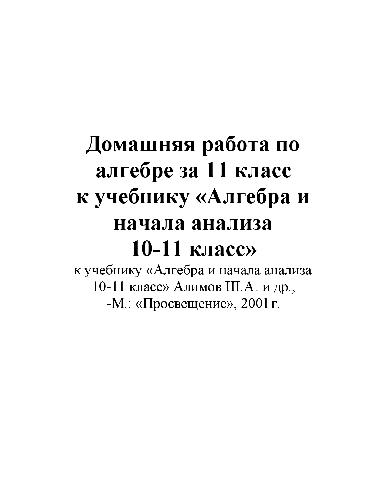 Домашняя работа по
алгебре за 11 класс
к учебнику «Алгебра и
начала анализа
10-11 класс»
к учебнику «Алгебра и начала анализа
10-11 класс» Алимов Ш.А. и др.,
-М.: «Просвещение», 2001 г.